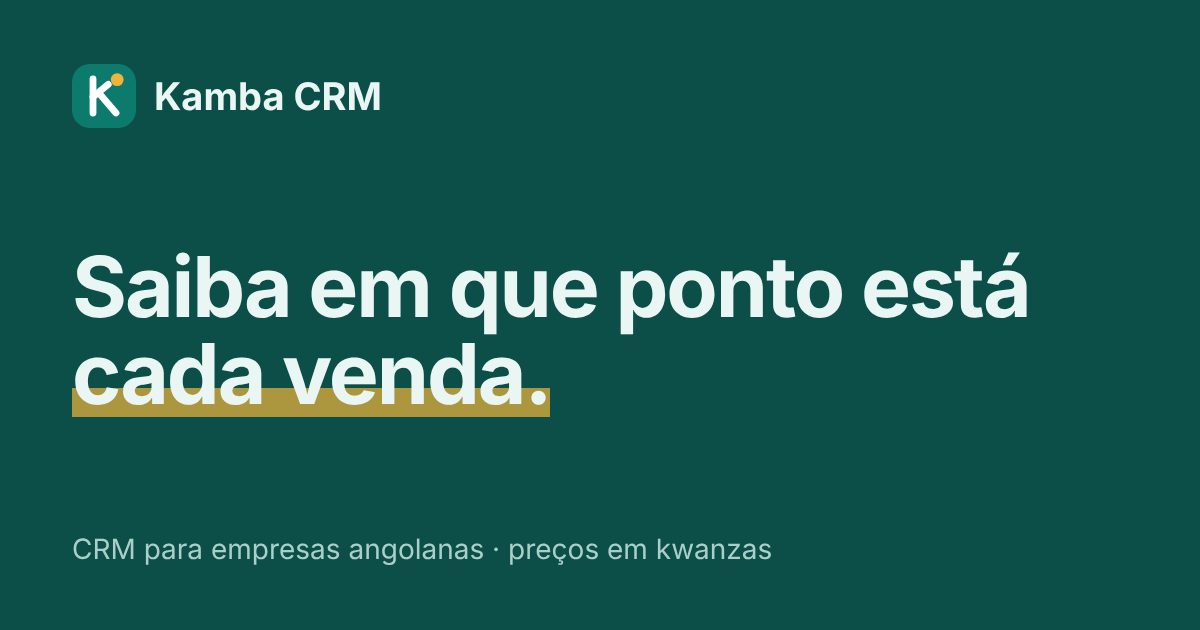 Kamba CRM
Saiba em que ponto está
cada venda.
CRM para empresas angolanas · preços em kwanzas